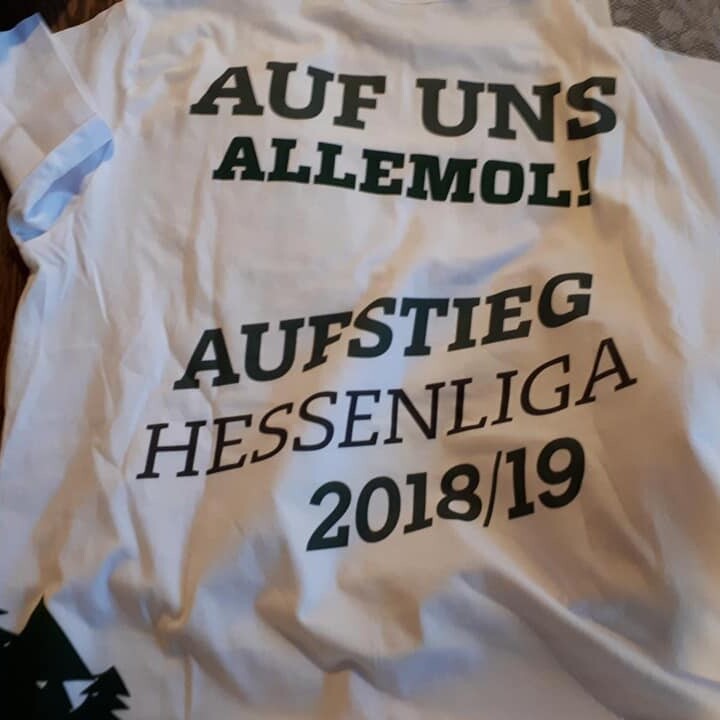 AUF UNS
ALLEMOL!
AUFSTIEG
HESSENLIGA
2018/19